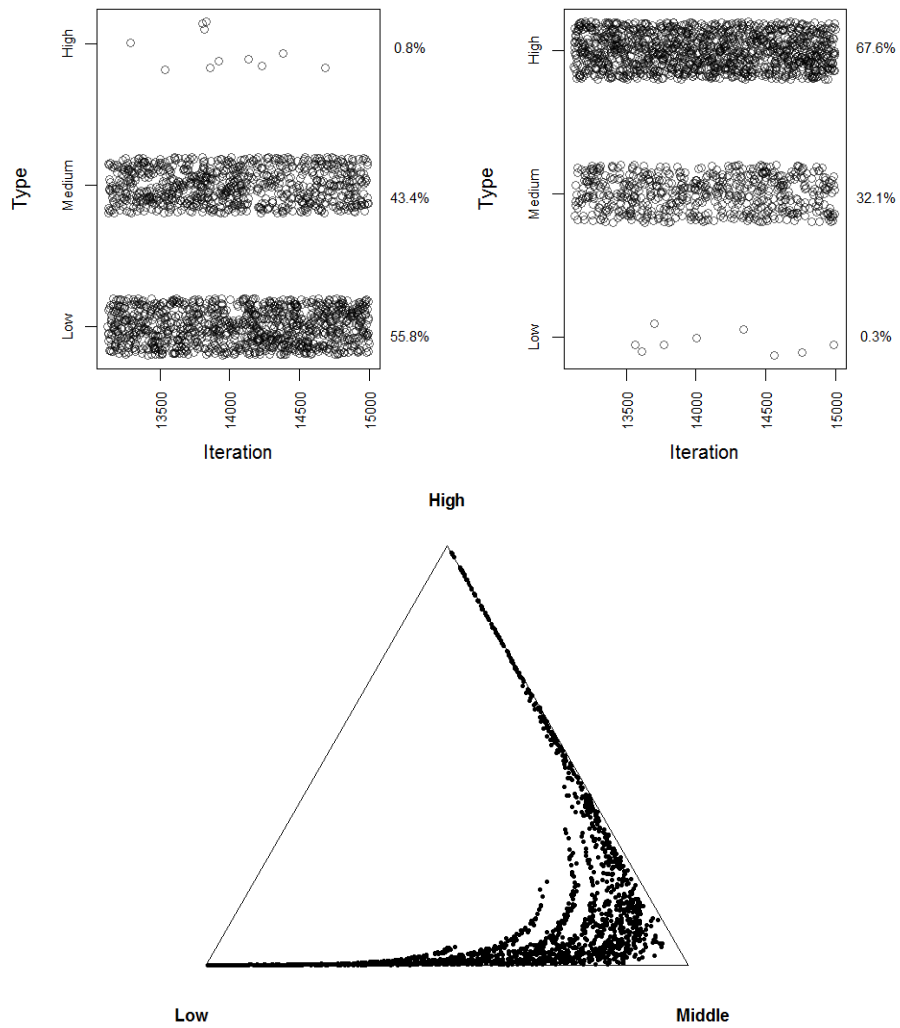 High
Medium
Low
Type
0.8%
43.4%
55.8%
13500
14000
14500
15000
Iteration
High
Medium
Low
Type
67.6%
32.1%
0.3%
13500
14000
14500
15000
Iteration
High
Low
Middle